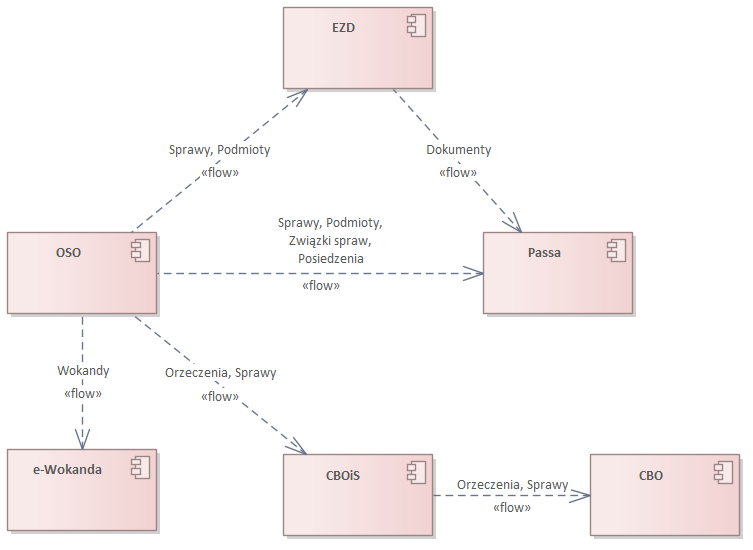 EZD
Sprawy, Podmioty
«flow»
Dokumenty
«flow»
OSO
Sprawy, Podmioty,
Związki spraw,
Posiedzenia
«flow»
Passa
Wokandy
«flow»
Orzeczenia, Sprawy
«flow»
e-Wokanda
CBOiS
Orzeczenia, Sprawy
«flow»
CBO